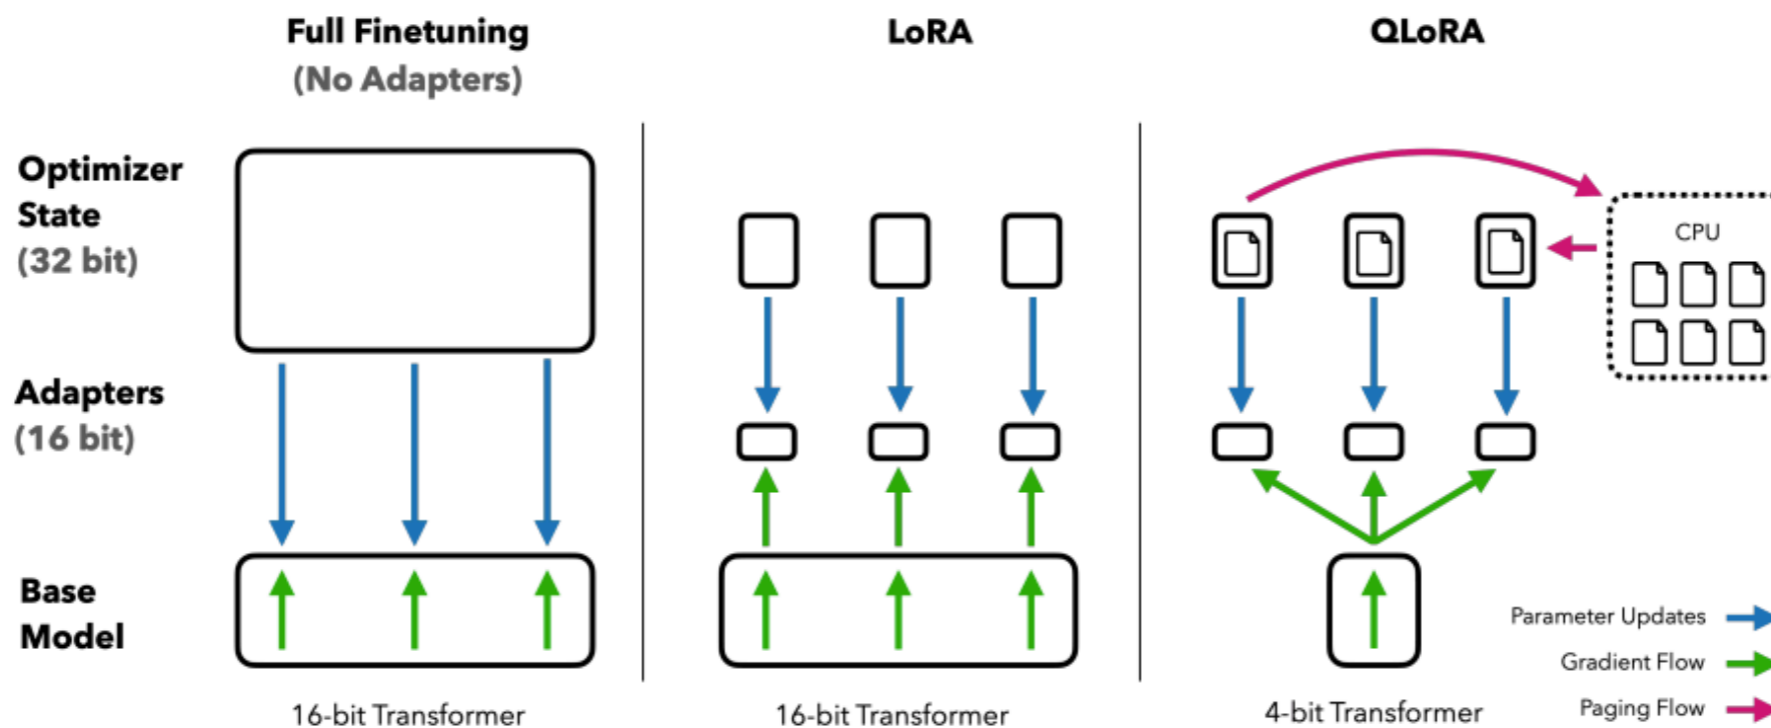 Full Finetuning
(No Adapters)
LoRA
QLoRA
Optimizer
State
(32 bit)
CPU
Adapters
(16 bit)
Base
Model
Parameter Updates
Gradient Flow
Paging Flow
16-bit Transformer
16-bit Transformer
4-bit Transformer